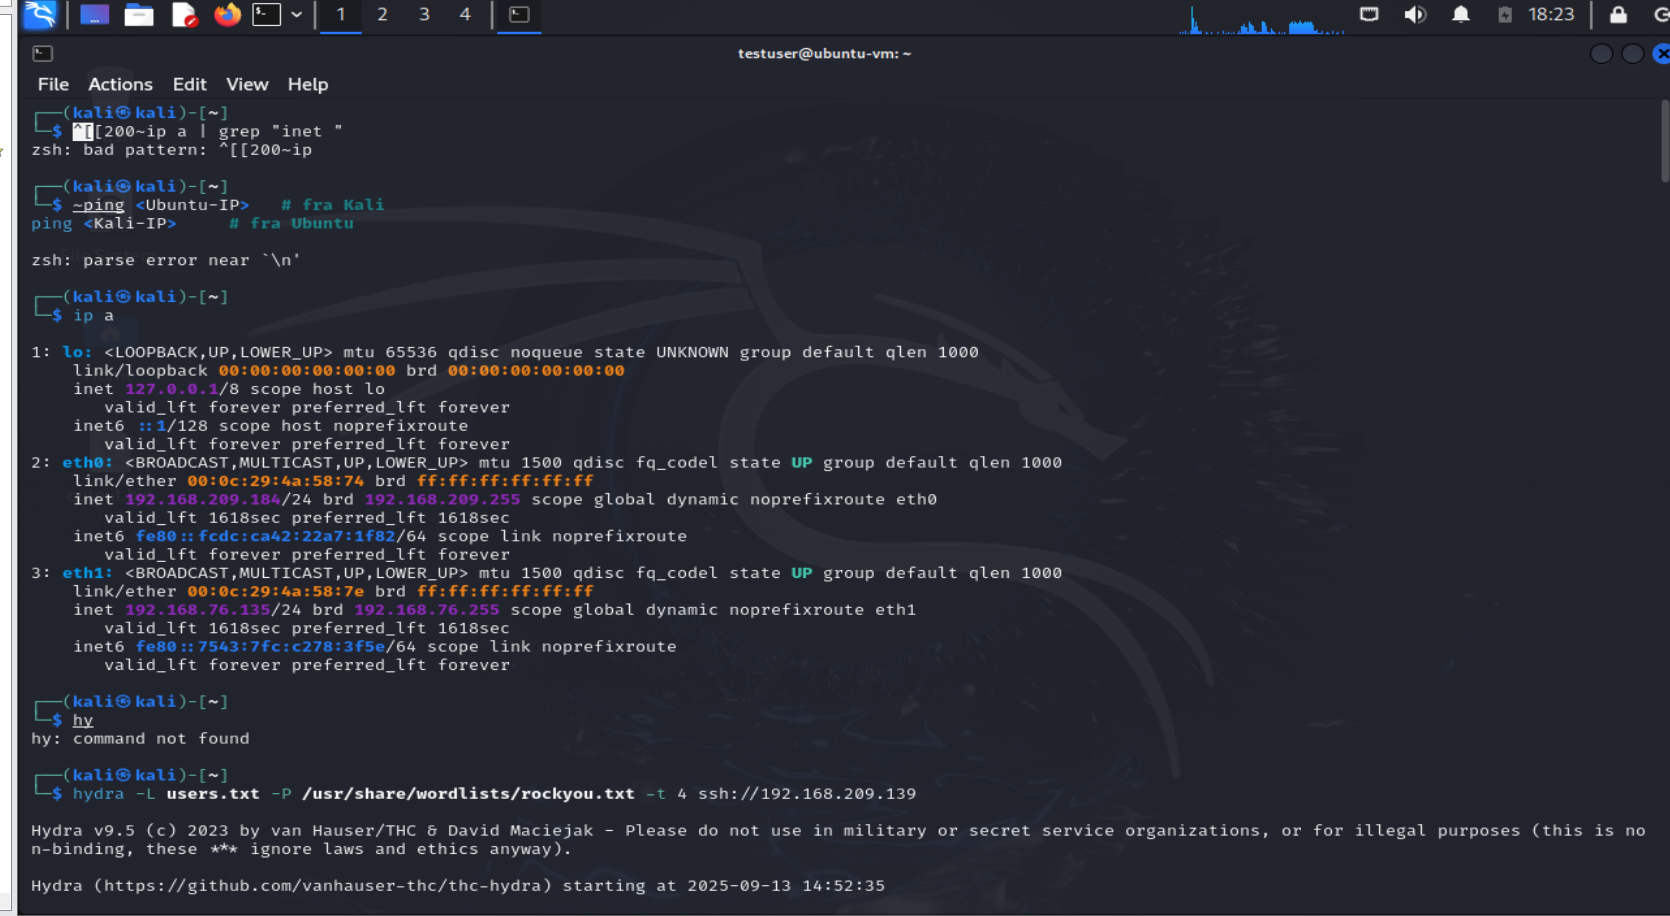 1 2 3 4 18:23
testuser@ubuntu-vm: ~
File Actions Edit View Help
┌──(kali㉿kali)-[~]
└─$ ^[[200~ip a | grep "inet "
zsh: bad pattern: ^[[200~ip
┌──(kali㉿kali)-[~]
└─$ ~ping <Ubuntu-IP>   # fra Kali
ping <Kali-IP>     # fra Ubuntu
zsh: parse error near `\n'
┌──(kali㉿kali)-[~]
└─$ ip a
1: lo: <LOOPBACK,UP,LOWER_UP> mtu 65536 qdisc noqueue state UNKNOWN group default qlen 1000
    link/loopback 00:00:00:00:00:00 brd 00:00:00:00:00:00
    inet 127.0.0.1/8 scope host lo
       valid_lft forever preferred_lft forever
    inet6 ::1/128 scope host noprefixroute
       valid_lft forever preferred_lft forever
2: eth0: <BROADCAST,MULTICAST,UP,LOWER_UP> mtu 1500 qdisc fq_codel state UP group default qlen 1000
    link/ether 00:0c:29:4a:58:74 brd ff:ff:ff:ff:ff:ff
    inet 192.168.209.184/24 brd 192.168.209.255 scope global dynamic noprefixroute eth0
       valid_lft 1618sec preferred_lft 1618sec
    inet6 fe80::fcdc:ca42:22a7:1f82/64 scope link noprefixroute
       valid_lft forever preferred_lft forever
3: eth1: <BROADCAST,MULTICAST,UP,LOWER_UP> mtu 1500 qdisc fq_codel state UP group default qlen 1000
    link/ether 00:0c:29:4a:58:7e brd ff:ff:ff:ff:ff:ff
    inet 192.168.76.135/24 brd 192.168.76.255 scope global dynamic noprefixroute eth1
       valid_lft 1618sec preferred_lft 1618sec
    inet6 fe80::7543:7fc:c278:3f5e/64 scope link noprefixroute
       valid_lft forever preferred_lft forever
┌──(kali㉿kali)-[~]
└─$ hy
hy: command not found
┌──(kali㉿kali)-[~]
└─$ hydra -L users.txt -P /usr/share/wordlists/rockyou.txt -t 4 ssh://192.168.209.139
Hydra v9.5 (c) 2023 by van Hauser/THC & David Maciejak - Please do not use in military or secret service organizations, or for illegal purposes (this is no
n-binding, these *** ignore laws and ethics anyway).
Hydra (https://github.com/vanhauser-thc/thc-hydra) starting at 2025-09-13 14:52:35